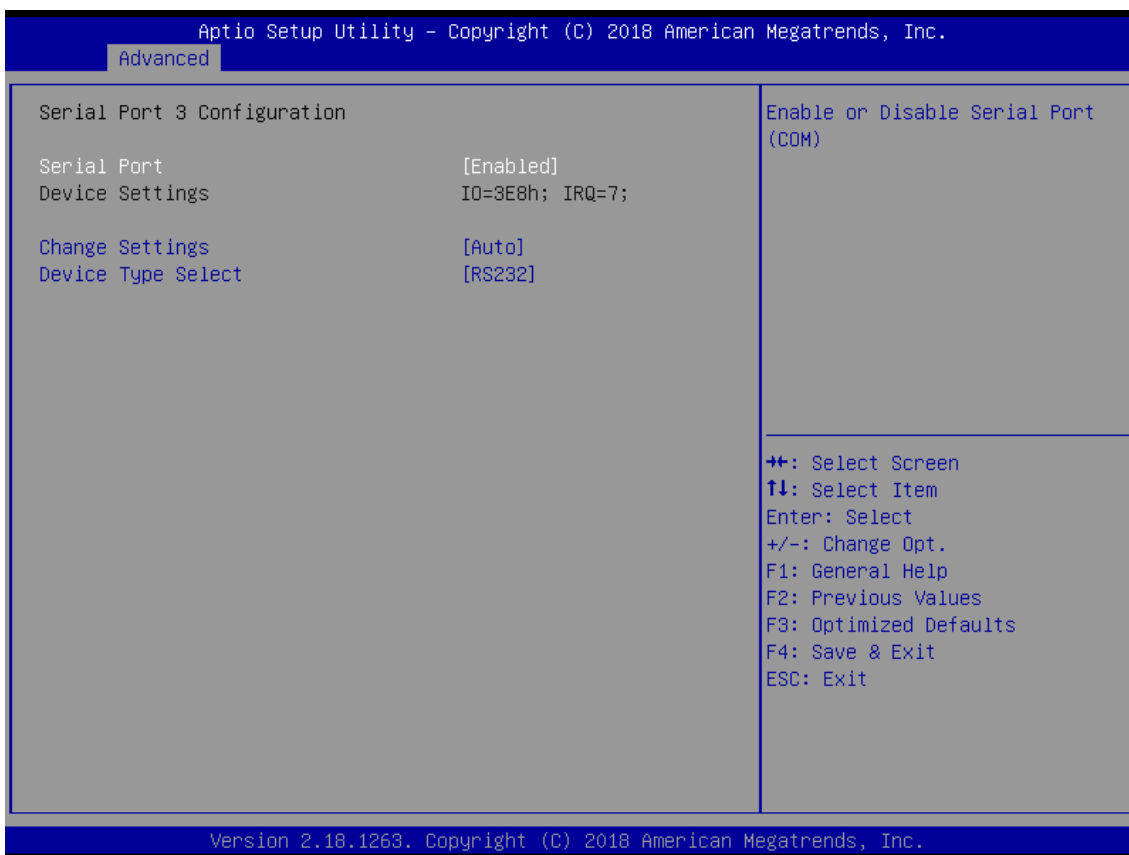 Aptio Setup Utility – Copyright (C) 2018 American Megatrends, Inc.
Advanced
Serial Port 3 Configuration
Serial Port [Enabled]
Device Settings IO=3E8h; IRQ=7;
Change Settings [Auto]
Device Type Select [RS232]
Enable or Disable Serial Port
(COM)
→←: Select Screen
↑↓: Select Item
Enter: Select
+/-: Change Opt.
F1: General Help
F2: Previous Values
F3: Optimized Defaults
F4: Save & Exit
ESC: Exit
Version 2.18.1263. Copyright (C) 2018 American Megatrends, Inc.